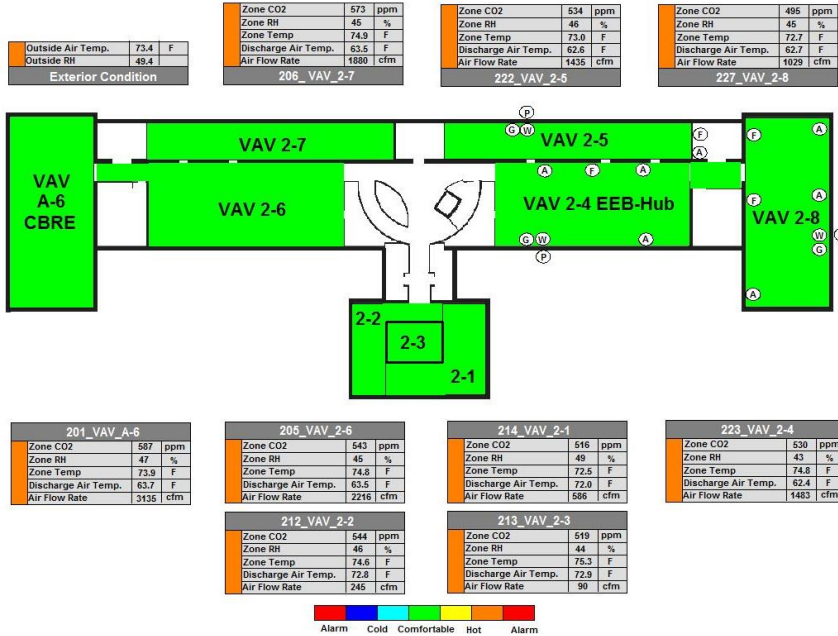 Zone CO2 573 ppm
Zone RH 45 %
Zone Temp 74.9 F
Discharge Air Temp. 63.5 F
Air Flow Rate 1880 cfm
206_ VAV_2-7
Zone CO2 534 ppm
Zone RH 46 %
Zone Temp 73.0 F
Discharge Air Temp. 62.6 F
Air Flow Rate 1435 cfm
222_VAV_2-5
Zone CO2 495 ppm
Zone RH 45 %
Zone Temp 72.7 F
Discharge Air Temp. 62.7 F
Air Flow Rate 1029 cfm
227_VAV_2-8
Outside Air Temp. 73.4 F
Outside RH 49.4
Exterior Condition
P
G W
F
A
F
A
VAV 2-7
VAV 2-5
A F A
VAV
A-6
CBRE
VAV 2-6
VAV 2-4 EEB-Hub
F
A
VAV 2-8
G W A
P
W
G
A
2-2
2-3
2-1
201_VAV_A-6
Zone CO2 587 ppm
Zone RH 47 %
Zone Temp 73.9 F
Discharge Air Temp. 63.7 F
Air Flow Rate 3135 cfm
205_VAV_2-6
Zone CO2 543 ppm
Zone RH 45 %
Zone Temp 74.8 F
Discharge Air Temp. 63.5 F
Air Flow Rate 2216 cfm
214_VAV_2-1
Zone CO2 516 ppm
Zone RH 49 %
Zone Temp 72.5 F
Discharge Air Temp. 72.0 F
Air Flow Rate 586 cfm
223_VAV_2-4
Zone CO2 530 ppm
Zone RH 43 %
Zone Temp 74.8 F
Discharge Air Temp. 62.4 F
Air Flow Rate 1483 cfm
212_VAV_2-2
Zone CO2 544 ppm
Zone RH 46 %
Zone Temp 74.6 F
Discharge Air Temp. 72.8 F
Air Flow Rate 245 cfm
213_VAV_2-3
Zone CO2 519 ppm
Zone RH 44 %
Zone Temp 75.3 F
Discharge Air Temp. 72.9 F
Air Flow Rate 90 cfm
Alarm Cold Comfortable Hot Alarm